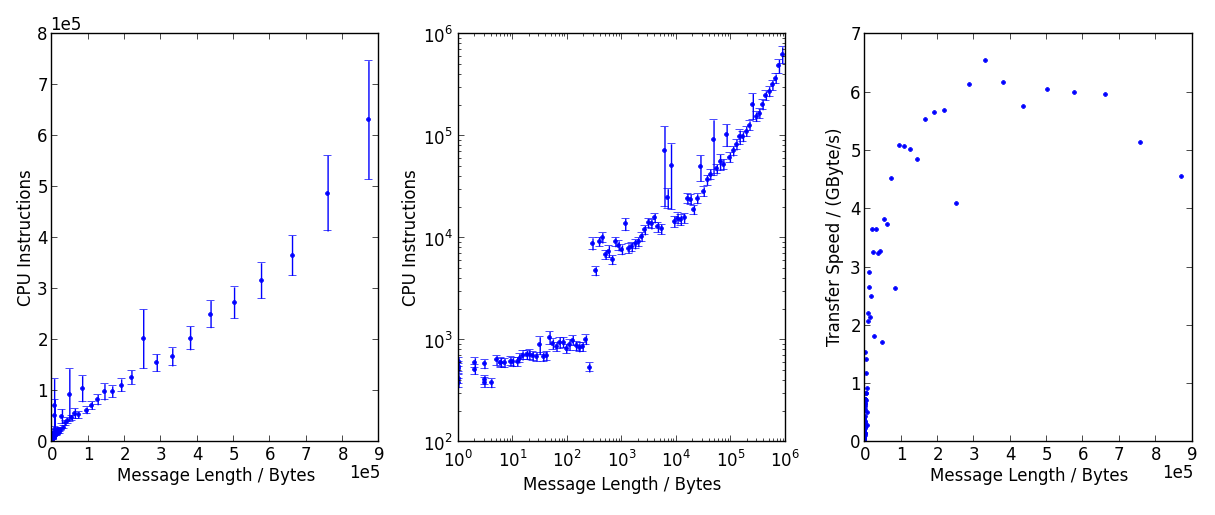 1e5
8
7
6
5
4
3
2
1
0
CPU Instructions
0 1 2 3 4 5 6 7 8 9
1e5
Message Length / Bytes
10^6
10^5
10^4
10^3
10^2
CPU Instructions
10^0 10^1 10^2 10^3 10^4 10^5 10^6
Message Length / Bytes
7
6
5
4
3
2
1
0
Transfer Speed / (GByte/s)
0 1 2 3 4 5 6 7 8 9
1e5
Message Length / Bytes